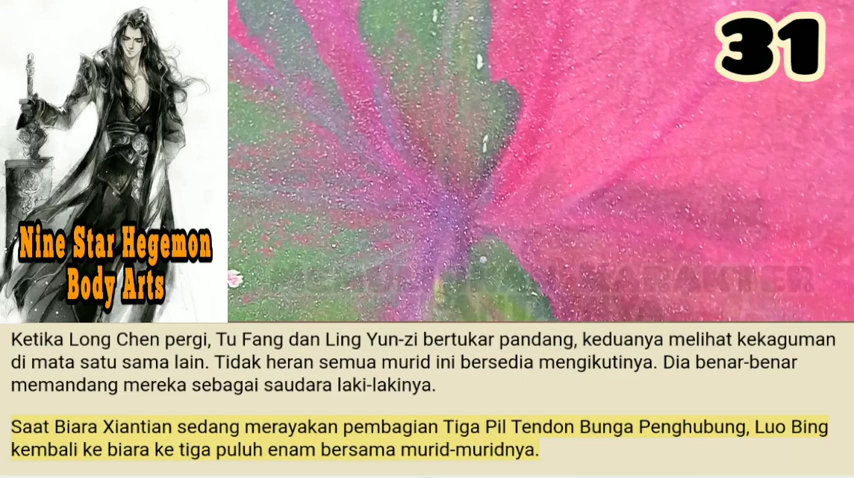 31
Nine Star Hegemon
Body Arts
Ketika Long Chen pergi, Tu Fang dan Ling Yun-zi bertukar pandang, keduanya melihat kekaguman
di mata satu sama lain. Tidak heran semua murid ini bersedia mengikutinya. Dia benar-benar
memandang mereka sebagai saudara laki-lakinya.
Saat Biara Xiantian sedang merayakan pembagian Tiga Pil Tendon Bunga Penghubung, Luo Bing
kembali ke biara ke tiga puluh enam bersama murid-muridnya.